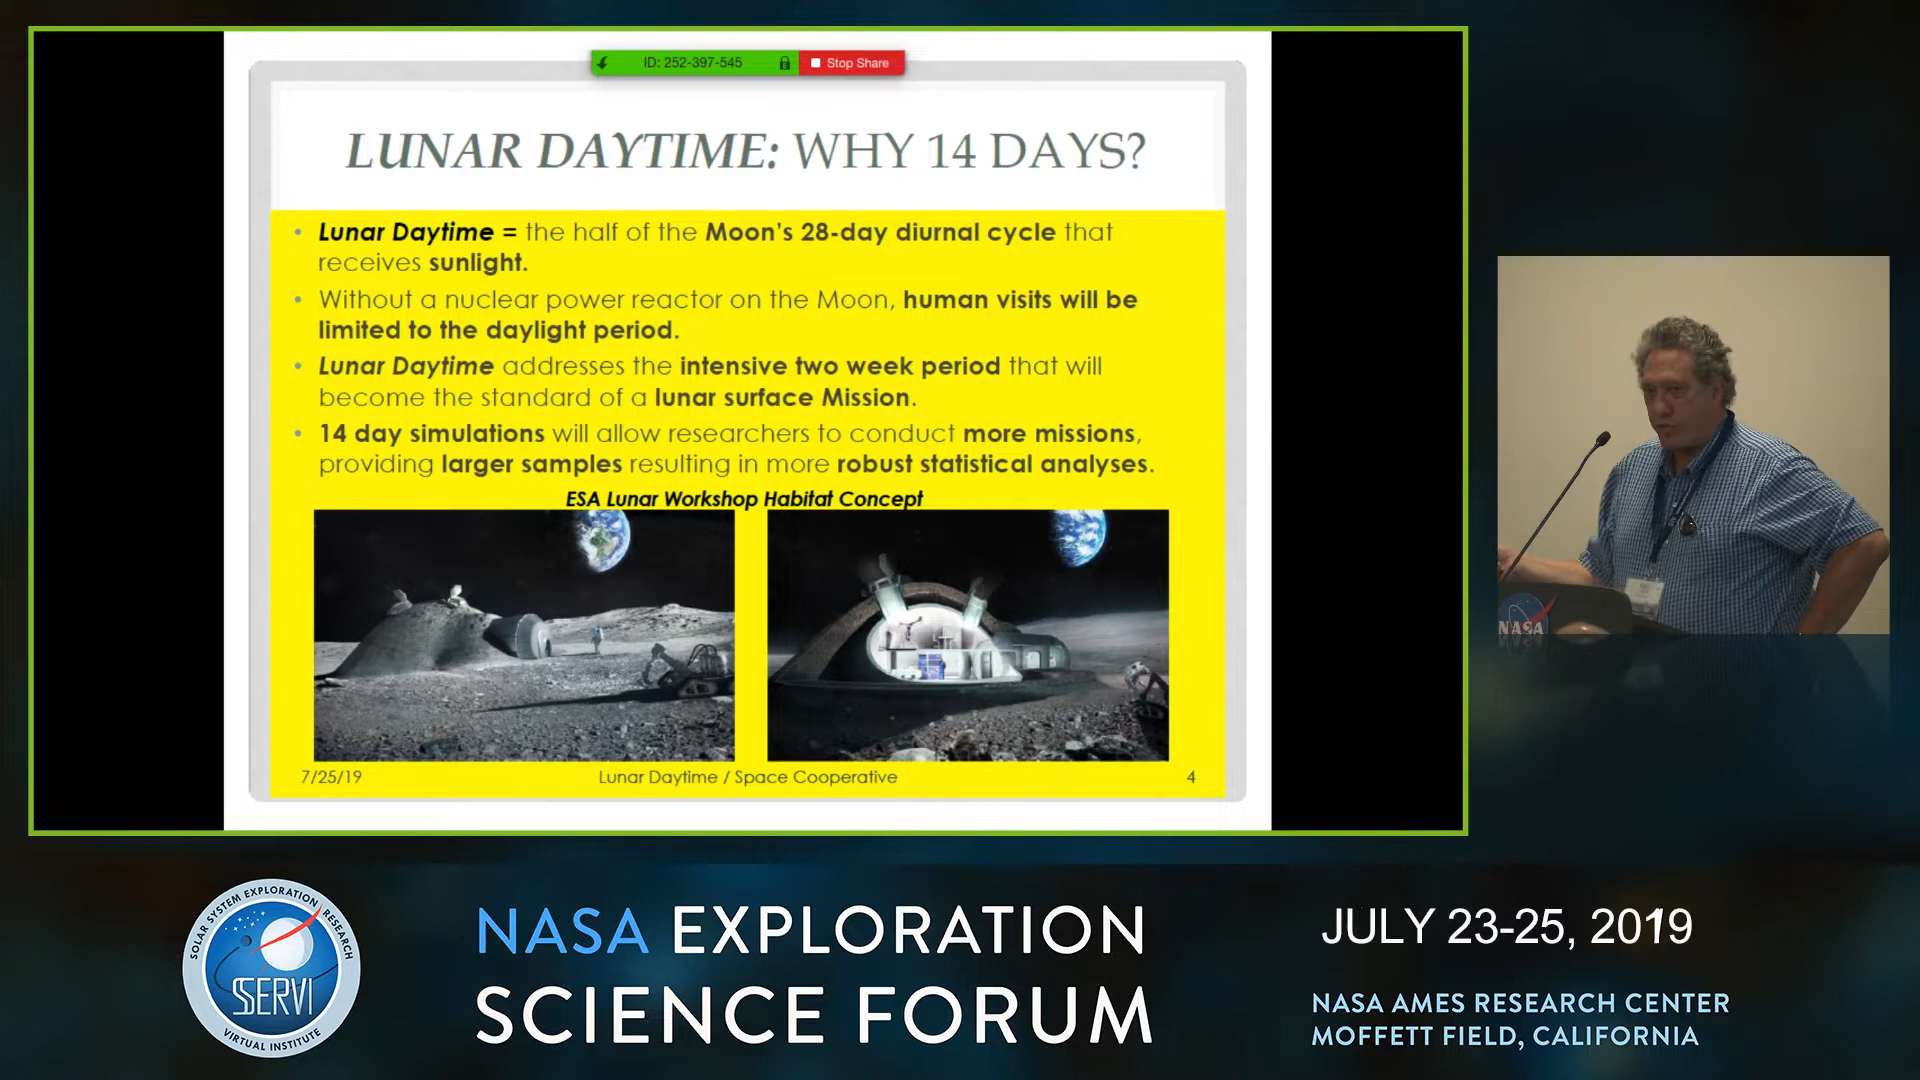 ID: 252-397-545
Stop Share
LUNAR DAYTIME: WHY 14 DAYS?
• Lunar Daytime = the half of the Moon's 28-day diurnal cycle that
receives sunlight.
• Without a nuclear power reactor on the Moon, human visits will be
limited to the daylight period.
• Lunar Daytime addresses the intensive two week period that will
become the standard of a lunar surface Mission.
• 14 day simulations will allow researchers to conduct more missions,
providing larger samples resulting in more robust statistical analyses.
ESA Lunar Workshop Habitat Concept
7/25/19
Lunar Daytime / Space Cooperative
4
NASA
SOLAR SYSTEM EXPLORATION RESEARCH
SSERVI
VIRTUAL INSTITUTE
NASA EXPLORATION
SCIENCE FORUM
JULY 23-25, 2019
NASA AMES RESEARCH CENTER
MOFFETT FIELD, CALIFORNIA